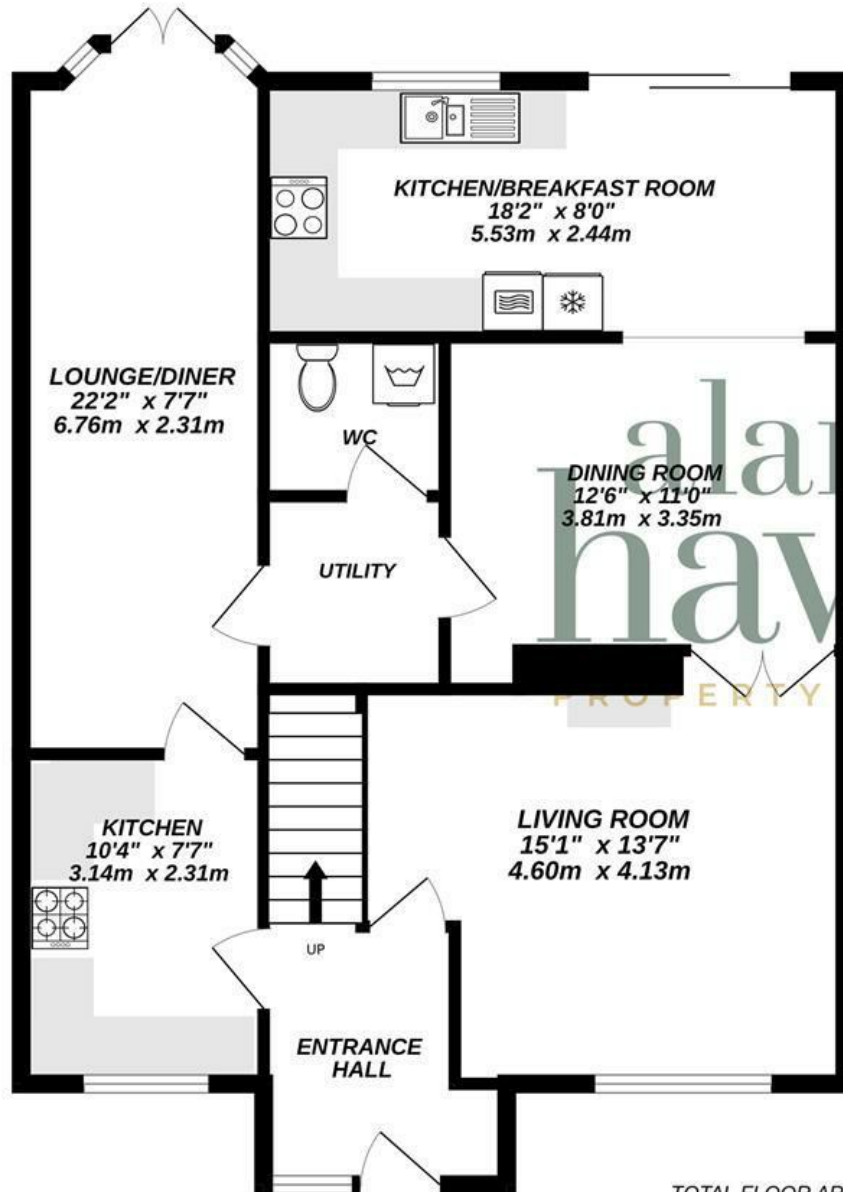 KITCHEN/BREAKFAST ROOM
18'2" x 8'0"
5.53m x 2.44m
LOUNGE/DINER
22'2" x 7'7"
6.76m x 2.31m
WC
DINING ROOM
12'6" x 11'0"
3.81m x 3.35m
UTILITY
PROPERTY
KITCHEN
10'4" x 7'7"
3.14m x 2.31m
LIVING ROOM
15'1" x 13'7"
4.60m x 4.13m
UP
ENTRANCE
HALL
TOTAL FLOOR